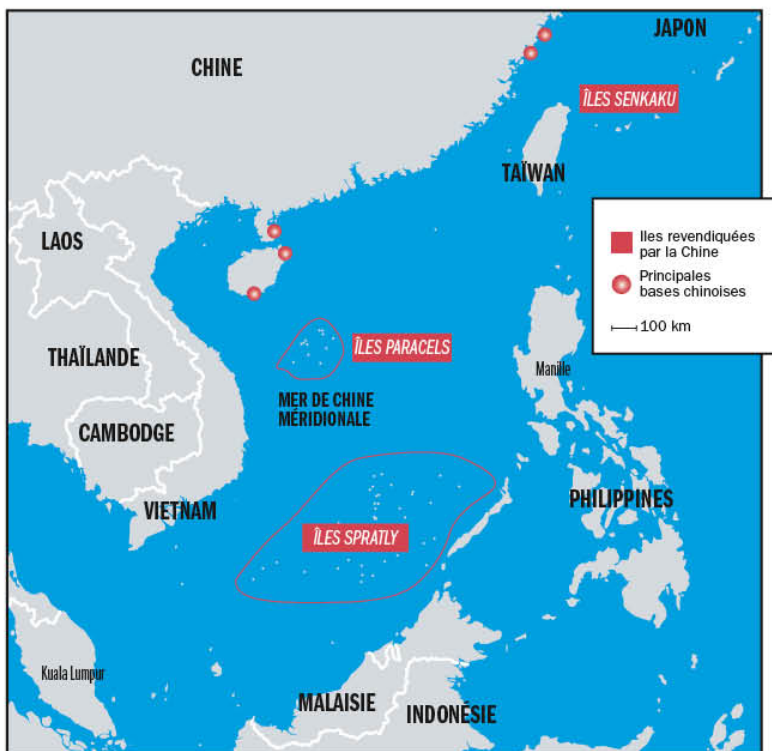 JAPON
CHINE
ÎLES SENKAKU
TAÏWAN
Iles revendiquées
par la Chine
Principales
bases chinoises
100 km
LAOS
ÎLES PARACELS
THAÏLANDE
Manille
MER DE CHINE
MÉRIDIONALE
CAMBODGE
PHILIPPINES
VIETNAM
ÎLES SPRATLY
Kuala Lumpur
MALAISIE
INDONÉSIE